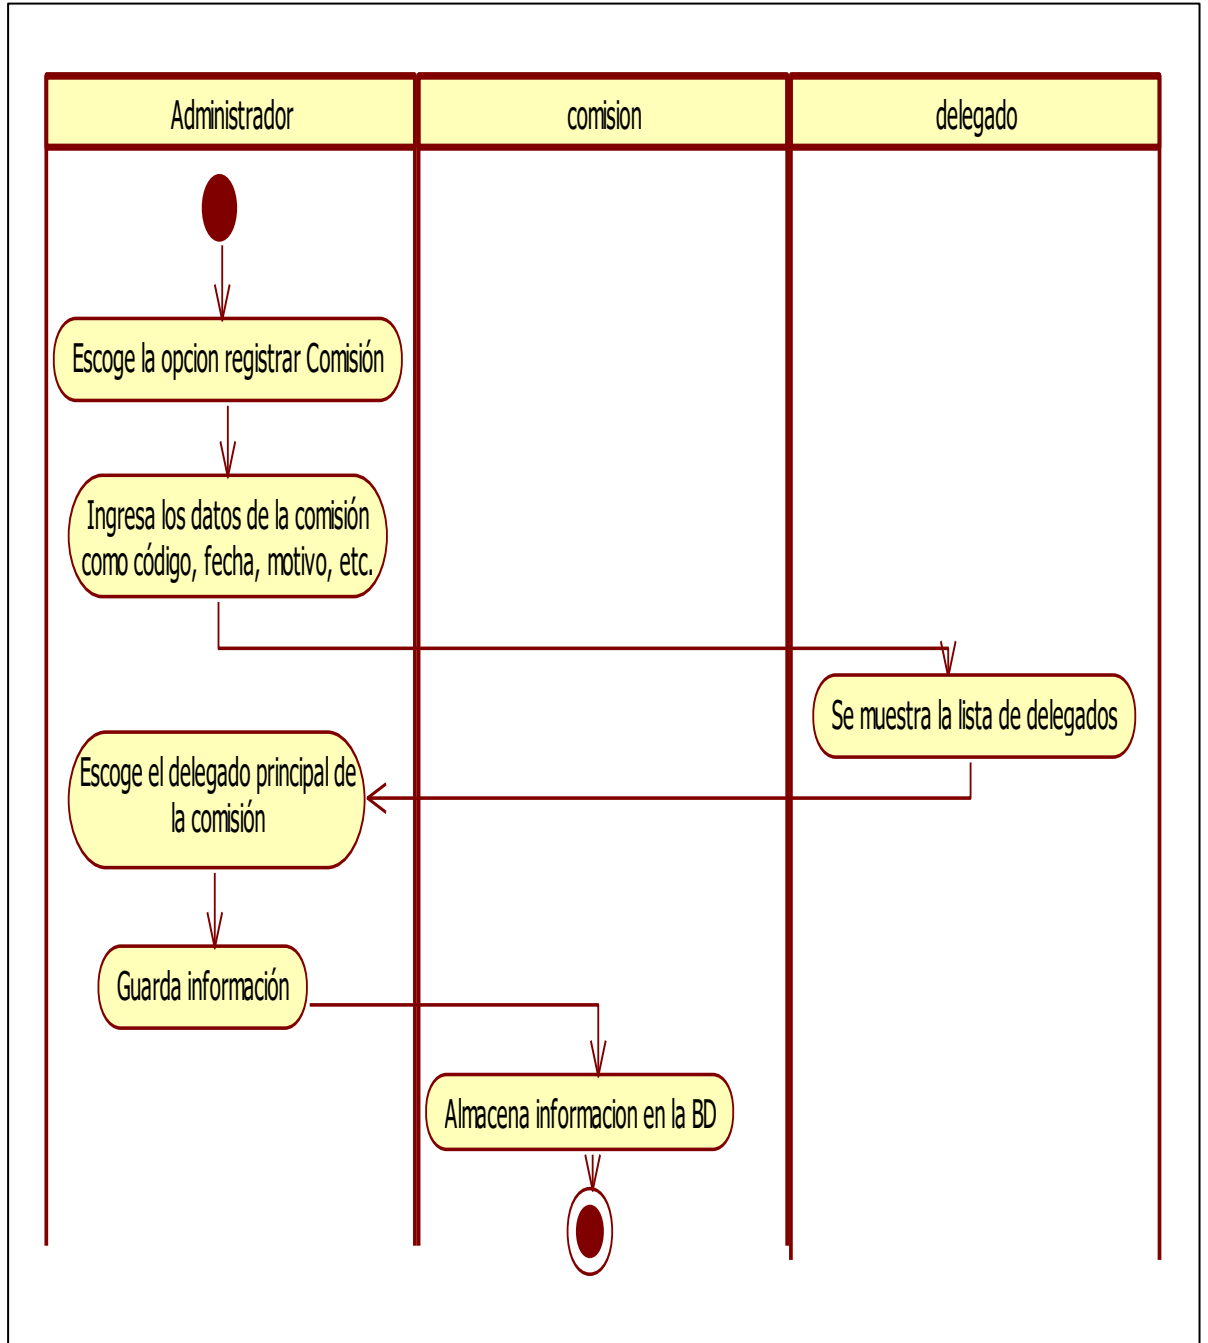 Administrador
comision
delegado
Escoge la opcion registrar Comisión
Ingresa los datos de la comisión
como código, fecha, motivo, etc.
Se muestra la lista de delegados
Escoge el delegado principal de
la comisión
Guarda información
Almacena informacion en la BD